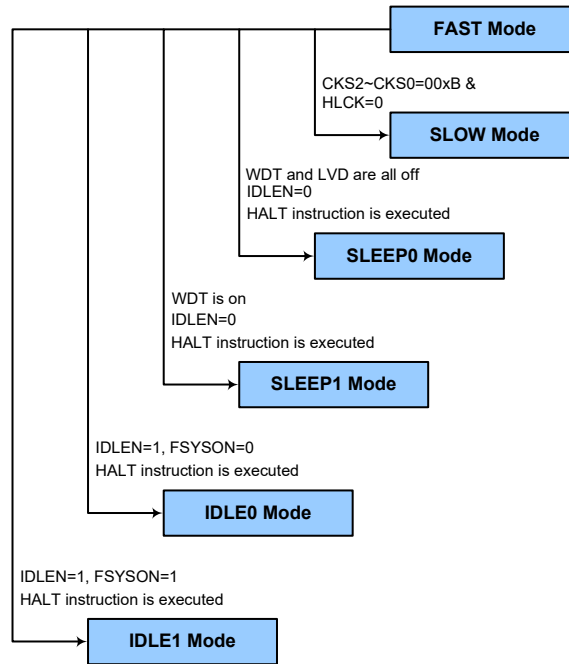 FAST Mode
CKS2~CKS0=00xB &
HLCK=0
SLOW Mode
WDT and LVD are all off
IDLEN=0
HALT instruction is executed
SLEEP0 Mode
WDT is on
IDLEN=0
HALT instruction is executed
SLEEP1 Mode
IDLEN=1, FSYSON=0
HALT instruction is executed
IDLE0 Mode
IDLEN=1, FSYSON=1
HALT instruction is executed
IDLE1 Mode